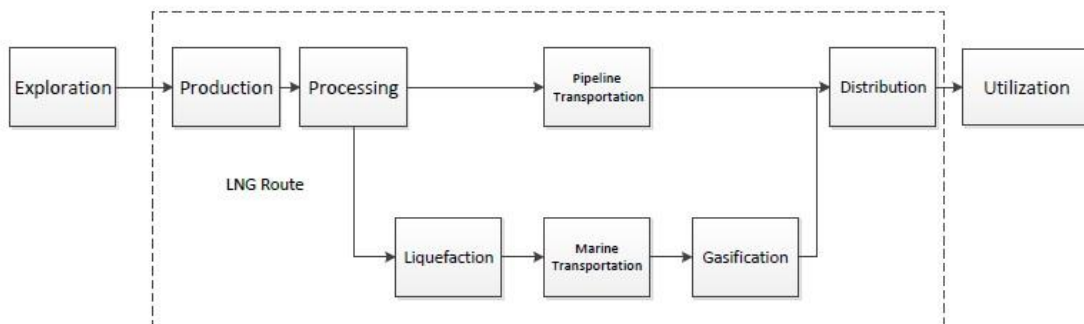 Exploration
Production
Processing
Pipeline
Transportation
Distribution
Utilization
LNG Route
Liquefaction
Marine
Transportation
Gasification